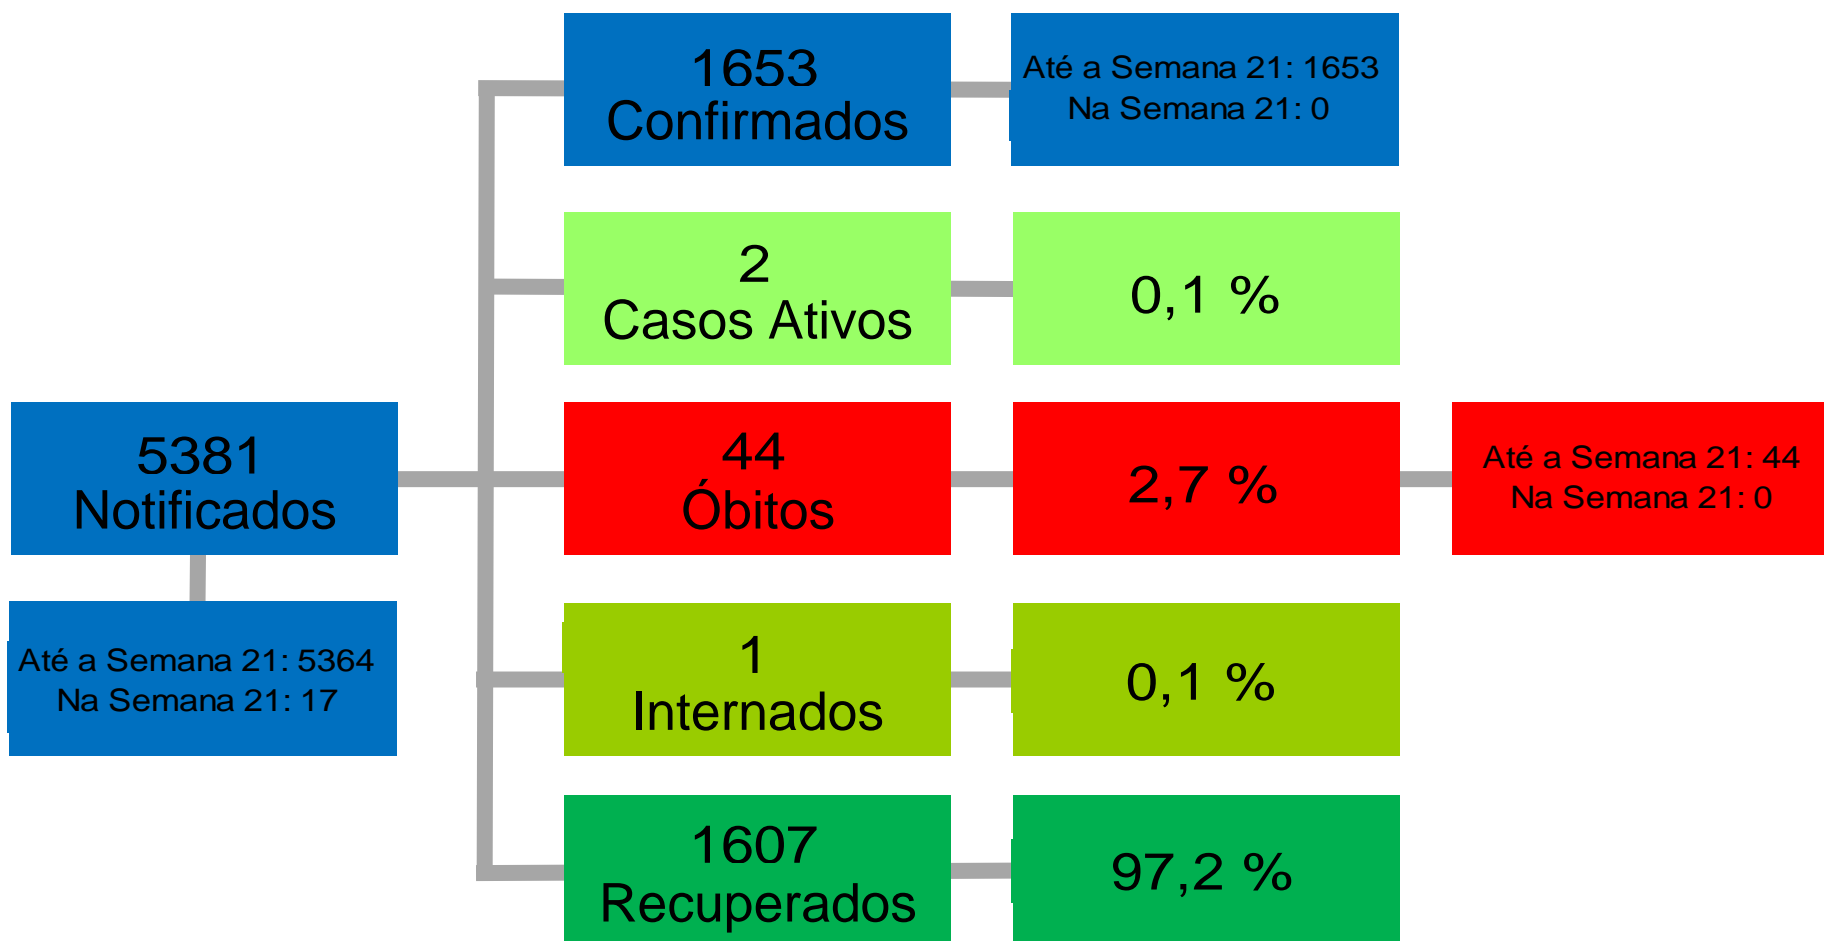 1653
Confirmados
Até a Semana 21: 1653
Na Semana 21: 0
2
Casos Ativos
0,1 %
5381
Notificados
44
Óbitos
2,7 %
Até a Semana 21: 44
Na Semana 21: 0
Até a Semana 21: 5364
Na Semana 21: 17
1
Internados
0,1 %
1607
Recuperados
97,2 %